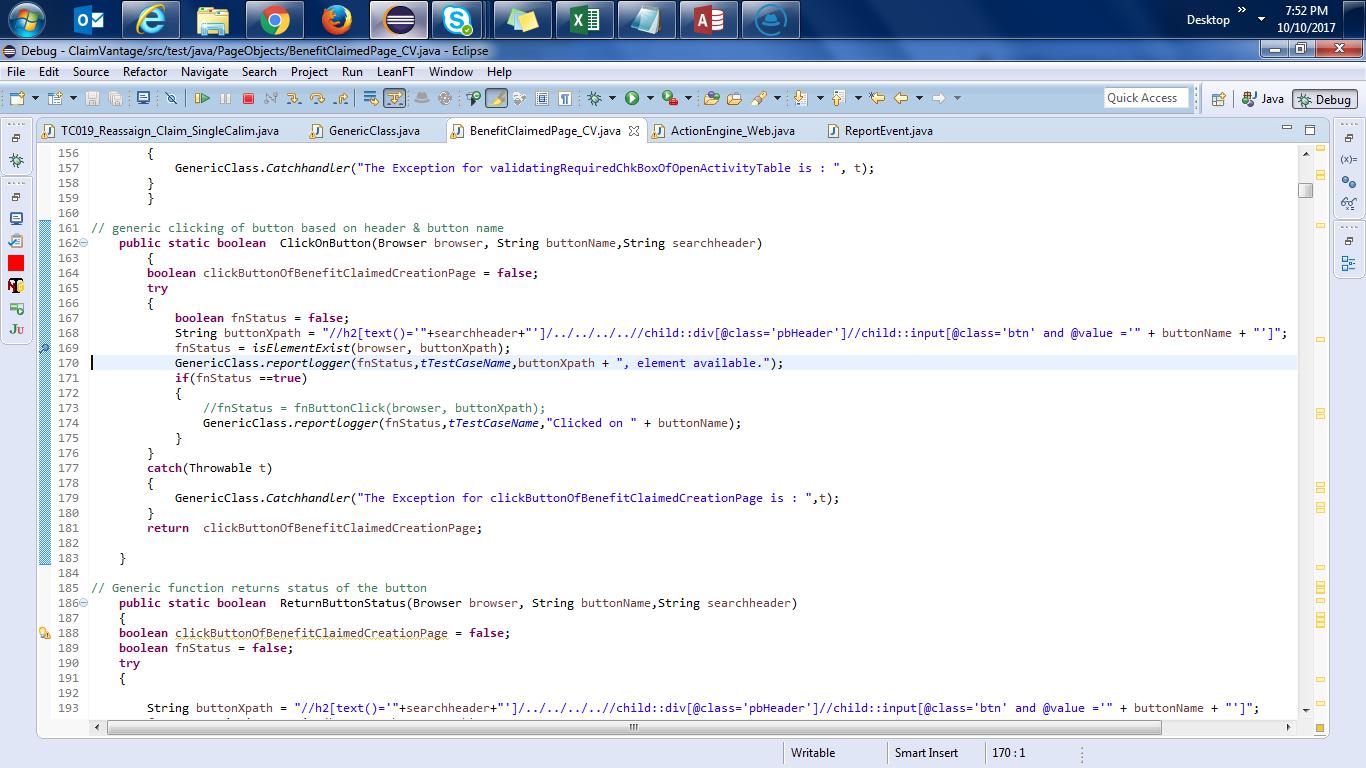 Desktop
»
7:52 PM
10/10/2017
Debug - ClaimVantage/src/test/java/PageObjects/BenefitClaimedPage_CV.java - Eclipse
File Edit Source Refactor Navigate Search Project Run LeanFT Window Help
Quick Access Java Debug
TC019_Reassaign_Claim_SingleCalim.java GenericClass.java BenefitClaimedPage_CV.java ActionEngine_Web.java ReportEvent.java
156 {
157 GenericClass.Catchhandler("The Exception for validatingRequiredChkBoxOfOpenActivityTable is : ", t);
158 }
159 }
160
161 // generic clicking of button based on header & button name
162 public static boolean ClickOnButton(Browser browser, String buttonName,String searchheader)
163 {
164 boolean clickButtonOfBenefitClaimedCreationPage = false;
165 try
166 {
167 boolean fnStatus = false;
168 String buttonXpath = "//h2[text()='"+searchheader+"']/../../../..//child::div[@class='pbHeader']//child::input[@class='btn' and @value ='" + buttonName + "']";
169 fnStatus = isElementExist(browser, buttonXpath);
170 GenericClass.reportlogger(fnStatus,tTestCaseName,buttonXpath + ", element available.");
171 if(fnStatus ==true)
172 {
173 //fnStatus = fnButtonClick(browser, buttonXpath);
174 GenericClass.reportlogger(fnStatus,tTestCaseName,"Clicked on " + buttonName);
175 }
176 }
177 catch(Throwable t)
178 {
179 GenericClass.Catchhandler("The Exception for clickButtonOfBenefitClaimedCreationPage is : ",t);
180 }
181 return clickButtonOfBenefitClaimedCreationPage;
182
183 }
184
185 // Generic function returns status of the button
186 public static boolean ReturnButtonStatus(Browser browser, String buttonName,String searchheader)
187 {
188 boolean clickButtonOfBenefitClaimedCreationPage = false;
189 boolean fnStatus = false;
190 try
191 {
192
193 String buttonXpath = "//h2[text()='"+searchheader+"']/../../../..//child::div[@class='pbHeader']//child::input[@class='btn' and @value ='" + buttonName + "']";
Writable Smart Insert 170 : 1